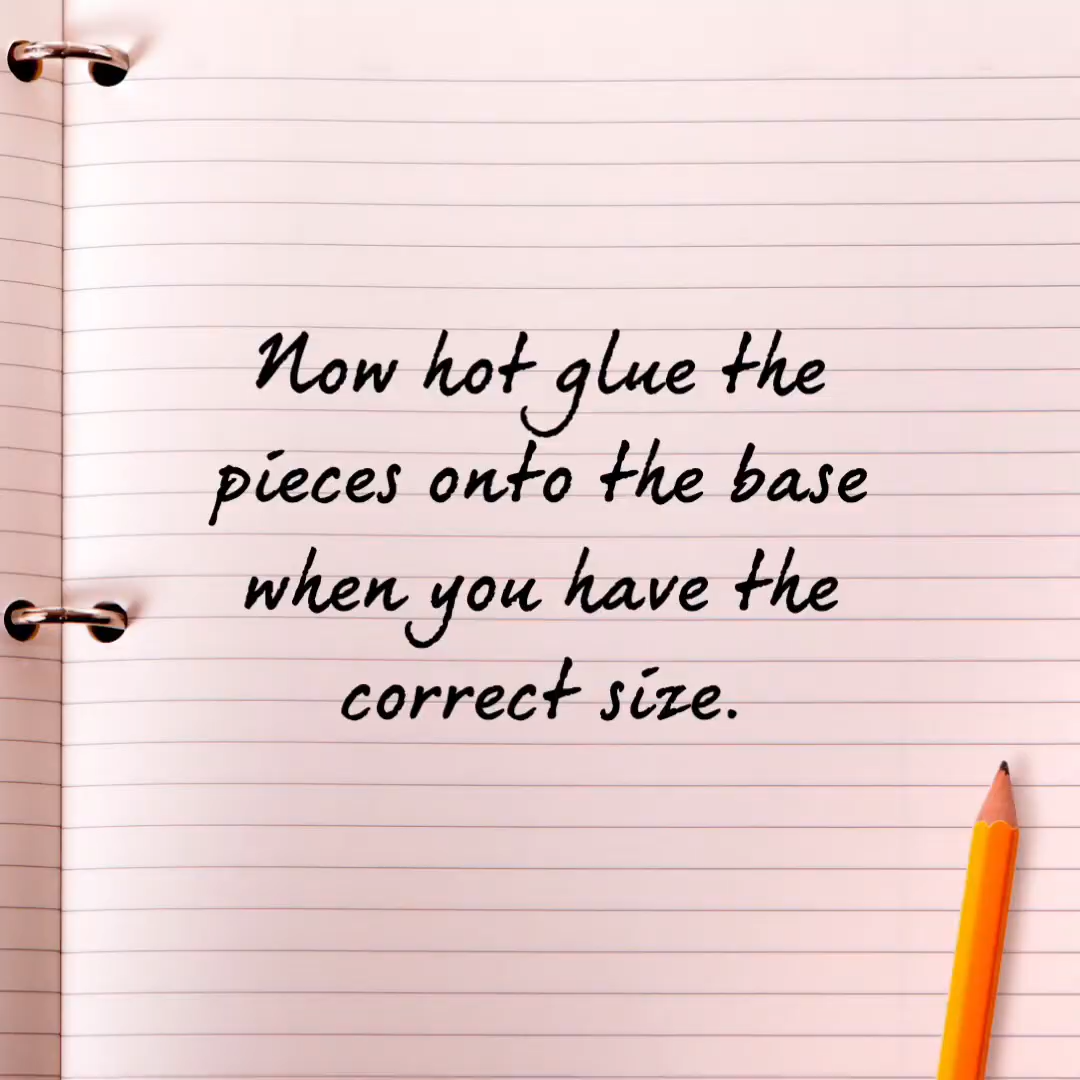 Now hot glue the
pieces onto the base
when you have the
correct size.